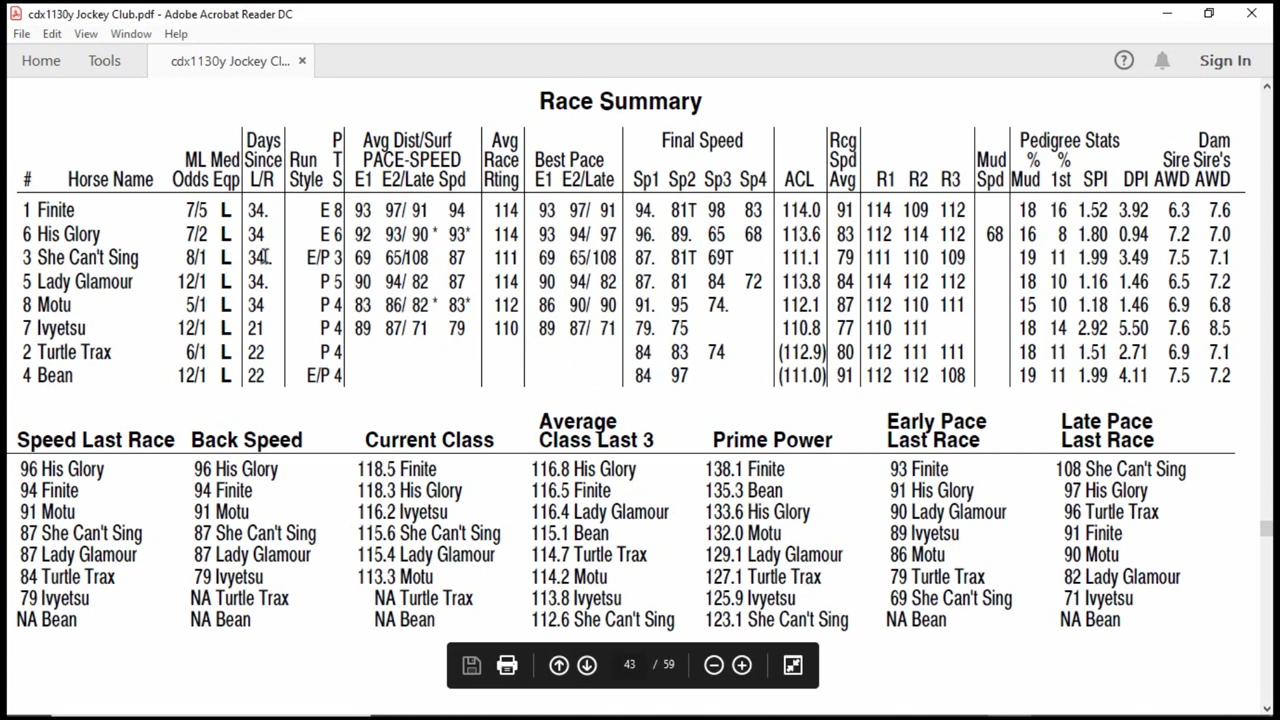 cdx1130y Jockey Club.pdf - Adobe Acrobat Reader DC
File Edit View Window Help
Home Tools cdx1130y Jockey Cl... × ? Sign In
Race Summary
Days P Avg Dist/Surf Avg Final Speed Rcg Pedigree Stats Dam
ML Med Since Run T PACE-SPEED Race Best Pace Spd Mud % % Sire Sire's
# Horse Name Odds Eqp L/R Style S E1 E2/Late Spd Rting E1 E2/Late Sp1 Sp2 Sp3 Sp4 ACL Avg R1 R2 R3 Spd Mud 1st SPI DPI AWD AWD
1 Finite 7/5 L 34. E 8 93 97/ 91 94 114 93 97/ 91 94. 81T 98 83 114.0 91 114 109 112 18 16 1.52 3.92 6.3 7.6
6 His Glory 7/2 L 34 E 6 92 93/ 90 * 93* 114 93 94/ 97 96. 89. 65 68 113.6 83 112 114 112 68 16 8 1.80 0.94 7.2 7.0
3 She Can't Sing 8/1 L 34. E/P 3 69 65/108 87 111 69 65/108 87. 81T 69T 111.1 79 111 110 109 19 11 1.99 3.49 7.5 7.1
5 Lady Glamour 12/1 L 34. P 5 90 94/ 82 87 114 90 94/ 82 87. 81 84 72 113.8 84 112 114 112 18 10 1.16 1.46 6.5 7.2
8 Motu 5/1 L 34 P 4 83 86/ 82 * 83* 112 86 90/ 90 91. 95 74. 112.1 87 112 110 111 15 10 1.18 1.46 6.9 6.8
7 Ivyetsu 12/1 L 21 P 4 89 87/ 71 79 110 89 87/ 71 79. 75 110.8 77 110 111 18 14 2.92 5.50 7.6 8.5
2 Turtle Trax 6/1 L 22 P 4 84 83 74 (112.9) 80 112 111 111 18 11 1.51 2.71 6.9 7.1
4 Bean 12/1 L 22 E/P 4 84 97 (111.0) 91 112 112 108 19 11 1.99 4.11 7.5 7.2
Average Early Pace Late Pace
Speed Last Race Back Speed Current Class Class Last 3 Prime Power Last Race Last Race
96 His Glory 96 His Glory 118.5 Finite 116.8 His Glory 138.1 Finite 93 Finite 108 She Can't Sing
94 Finite 94 Finite 118.3 His Glory 116.5 Finite 135.3 Bean 91 His Glory 97 His Glory
91 Motu 91 Motu 116.2 Ivyetsu 116.4 Lady Glamour 133.6 His Glory 90 Lady Glamour 96 Turtle Trax
87 She Can't Sing 87 She Can't Sing 115.6 She Can't Sing 115.1 Bean 132.0 Motu 89 Ivyetsu 91 Finite
87 Lady Glamour 87 Lady Glamour 115.4 Lady Glamour 114.7 Turtle Trax 129.1 Lady Glamour 86 Motu 90 Motu
84 Turtle Trax 79 Ivyetsu 113.3 Motu 114.2 Motu 127.1 Turtle Trax 79 Turtle Trax 82 Lady Glamour
79 Ivyetsu NA Turtle Trax NA Turtle Trax 113.8 Ivyetsu 125.9 Ivyetsu 69 She Can't Sing 71 Ivyetsu
NA Bean NA Bean NA Bean 112.6 She Can't Sing 123.1 She Can't Sing NA Bean NA Bean
43 / 59